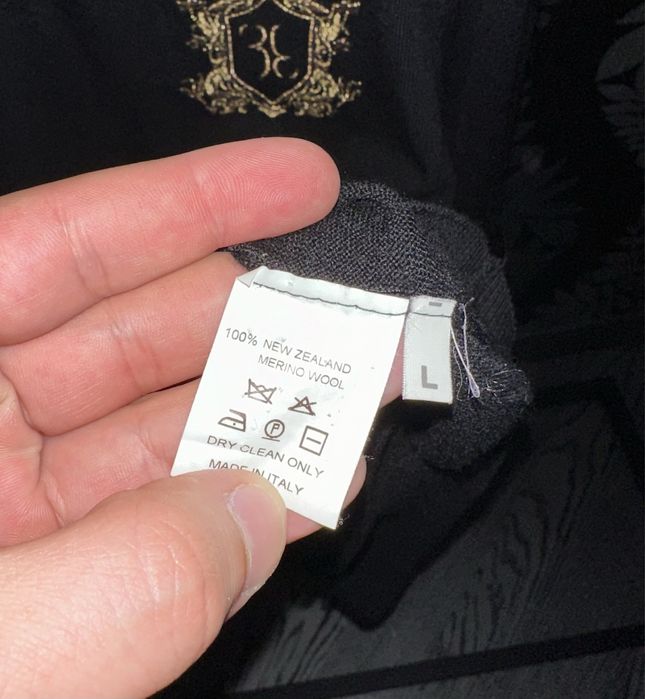 100% NEW ZEALAND
MERINO WOOL
P
DRY CLEAN ONLY
MADE IN ITALY
L